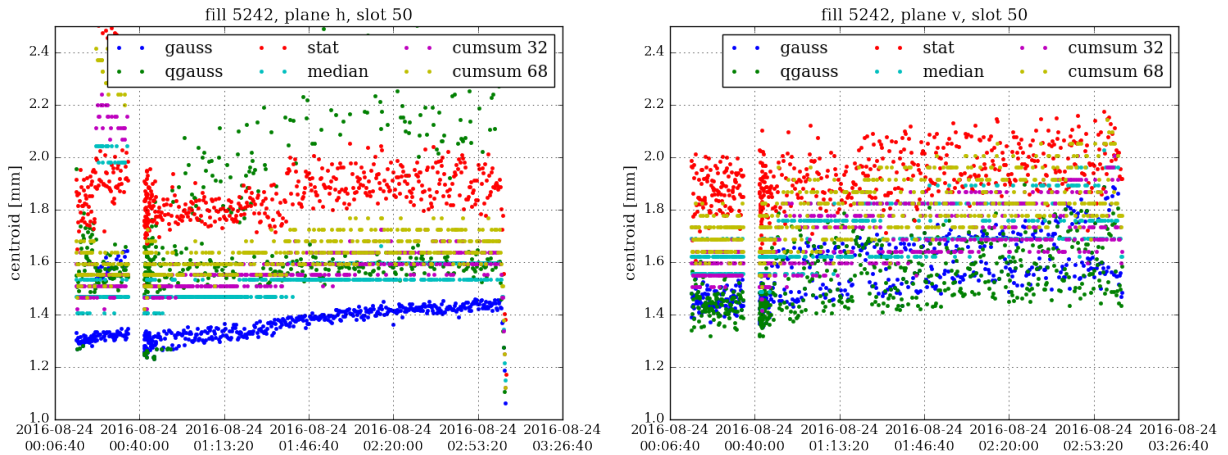 fill 5242, plane h, slot 50
gauss stat cumsum 32
qgauss median cumsum 68
centroid [mm]
2.4
2.2
2.0
1.8
1.6
1.4
1.2
1.0
2016-08-24 2016-08-24 2016-08-24 2016-08-24 2016-08-24 2016-08-24 2016-08-24
00:06:40 00:40:00 01:13:20 01:46:40 02:20:00 02:53:20 03:26:40
fill 5242, plane v, slot 50
gauss stat cumsum 32
qgauss median cumsum 68
centroid [mm]
2.4
2.2
2.0
1.8
1.6
1.4
1.2
1.0
2016-08-24 2016-08-24 2016-08-24 2016-08-24 2016-08-24 2016-08-24 2016-08-24
00:06:40 00:40:00 01:13:20 01:46:40 02:20:00 02:53:20 03:26:40